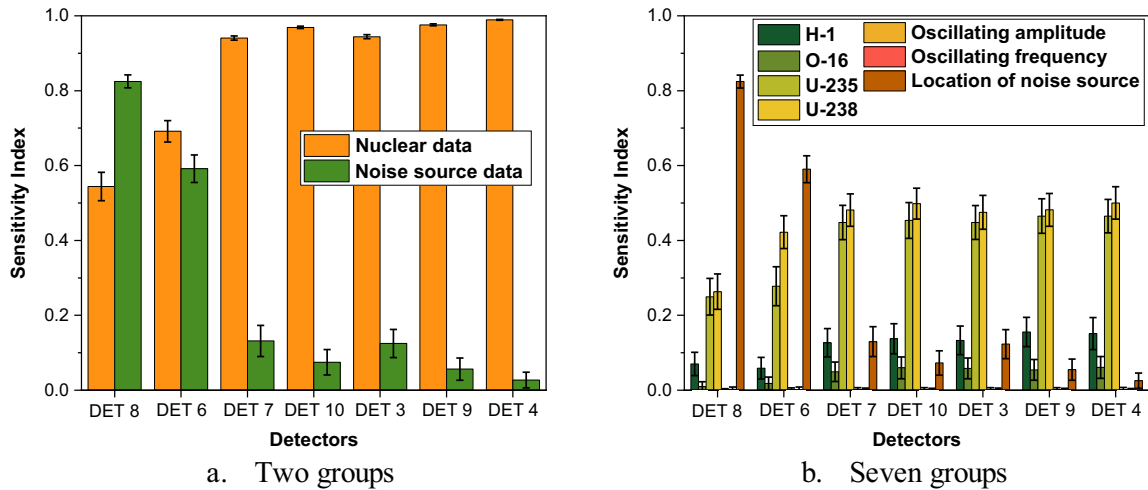 1.0
0.8
0.6
0.4
0.2
0.0
Sensitivity Index
Nuclear data
Noise source data
DET 8 DET 6 DET 7 DET 10 DET 3 DET 9 DET 4
Detectors
a. Two groups
1.0
0.8
0.6
0.4
0.2
0.0
Sensitivity Index
H-1
O-16
U-235
U-238
Oscillating amplitude
Oscillating frequency
Location of noise source
DET 8 DET 6 DET 7 DET 10 DET 3 DET 9 DET 4
Detectors
b. Seven groups